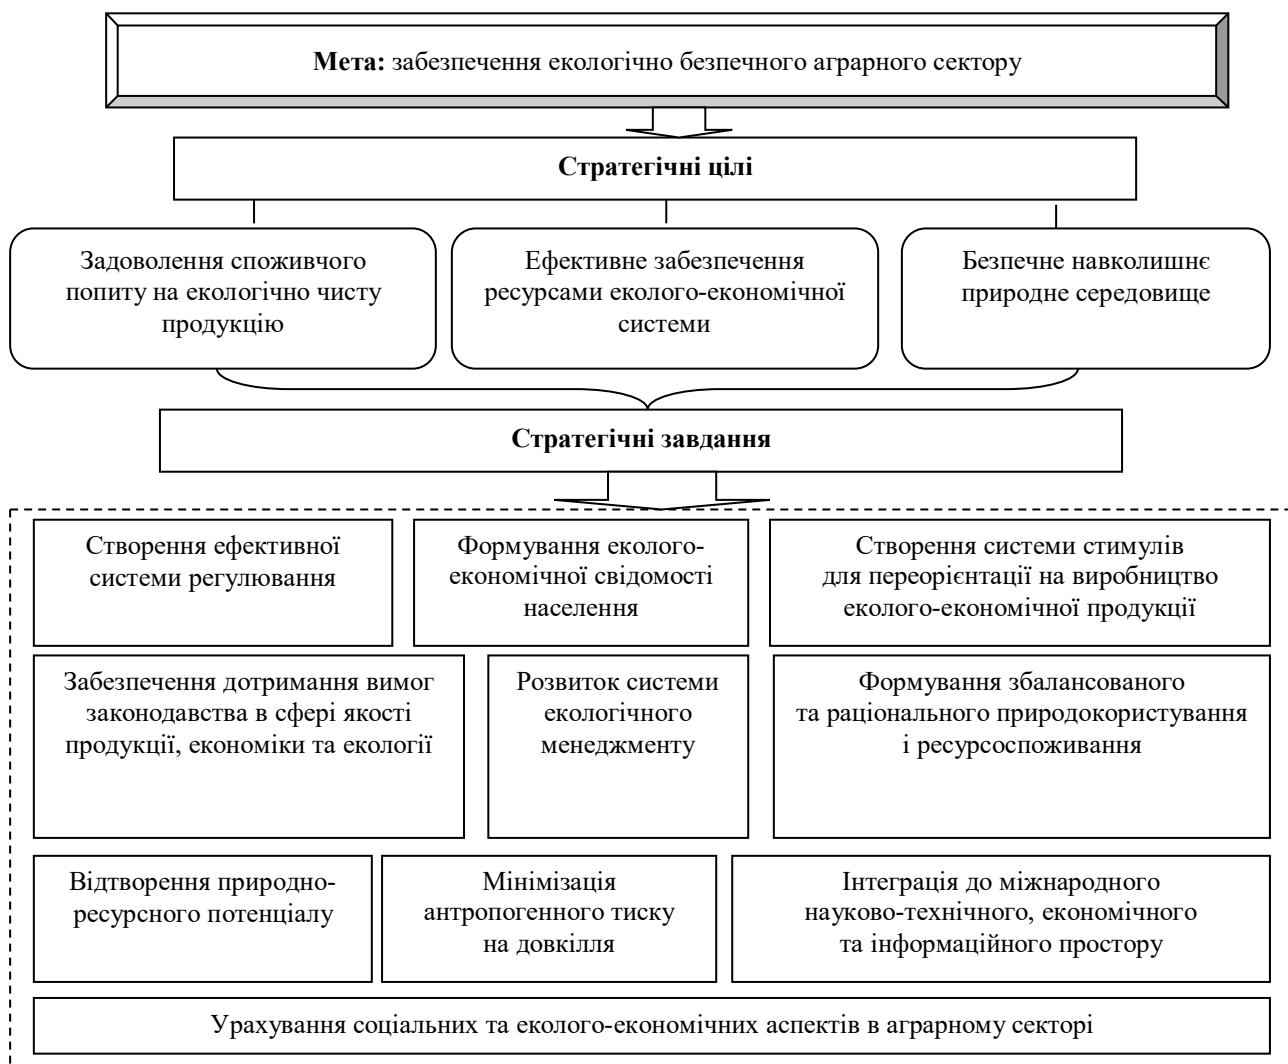 Мета: забезпечення екологічно безпечного аграрного сектору
Стратегічні цілі
Задоволення споживчого
попиту на екологічно чисту
продукцію
Ефективне забезпечення
ресурсами еколого-економічної
системи
Безпечне навколишнє
природне середовище
Стратегічні завдання
Створення ефективної
системи регулювання
Формування еколого-
економічної свідомості
населення
Створення системи стимулів
для переорієнтації на виробництво
еколого-економічної продукції
Забезпечення дотримання вимог
законодавства в сфері якості
продукції, економіки та екології
Розвиток системи
екологічного
менеджменту
Формування збалансованого
та раціонального природокористування
і ресурсоспоживання
Відтворення природно-
ресурсного потенціалу
Мінімізація
антропогенного тиску
на довкілля
Інтеграція до міжнародного
науково-технічного, економічного
та інформаційного простору
Урахування соціальних та еколого-економічних аспектів в аграрному секторі